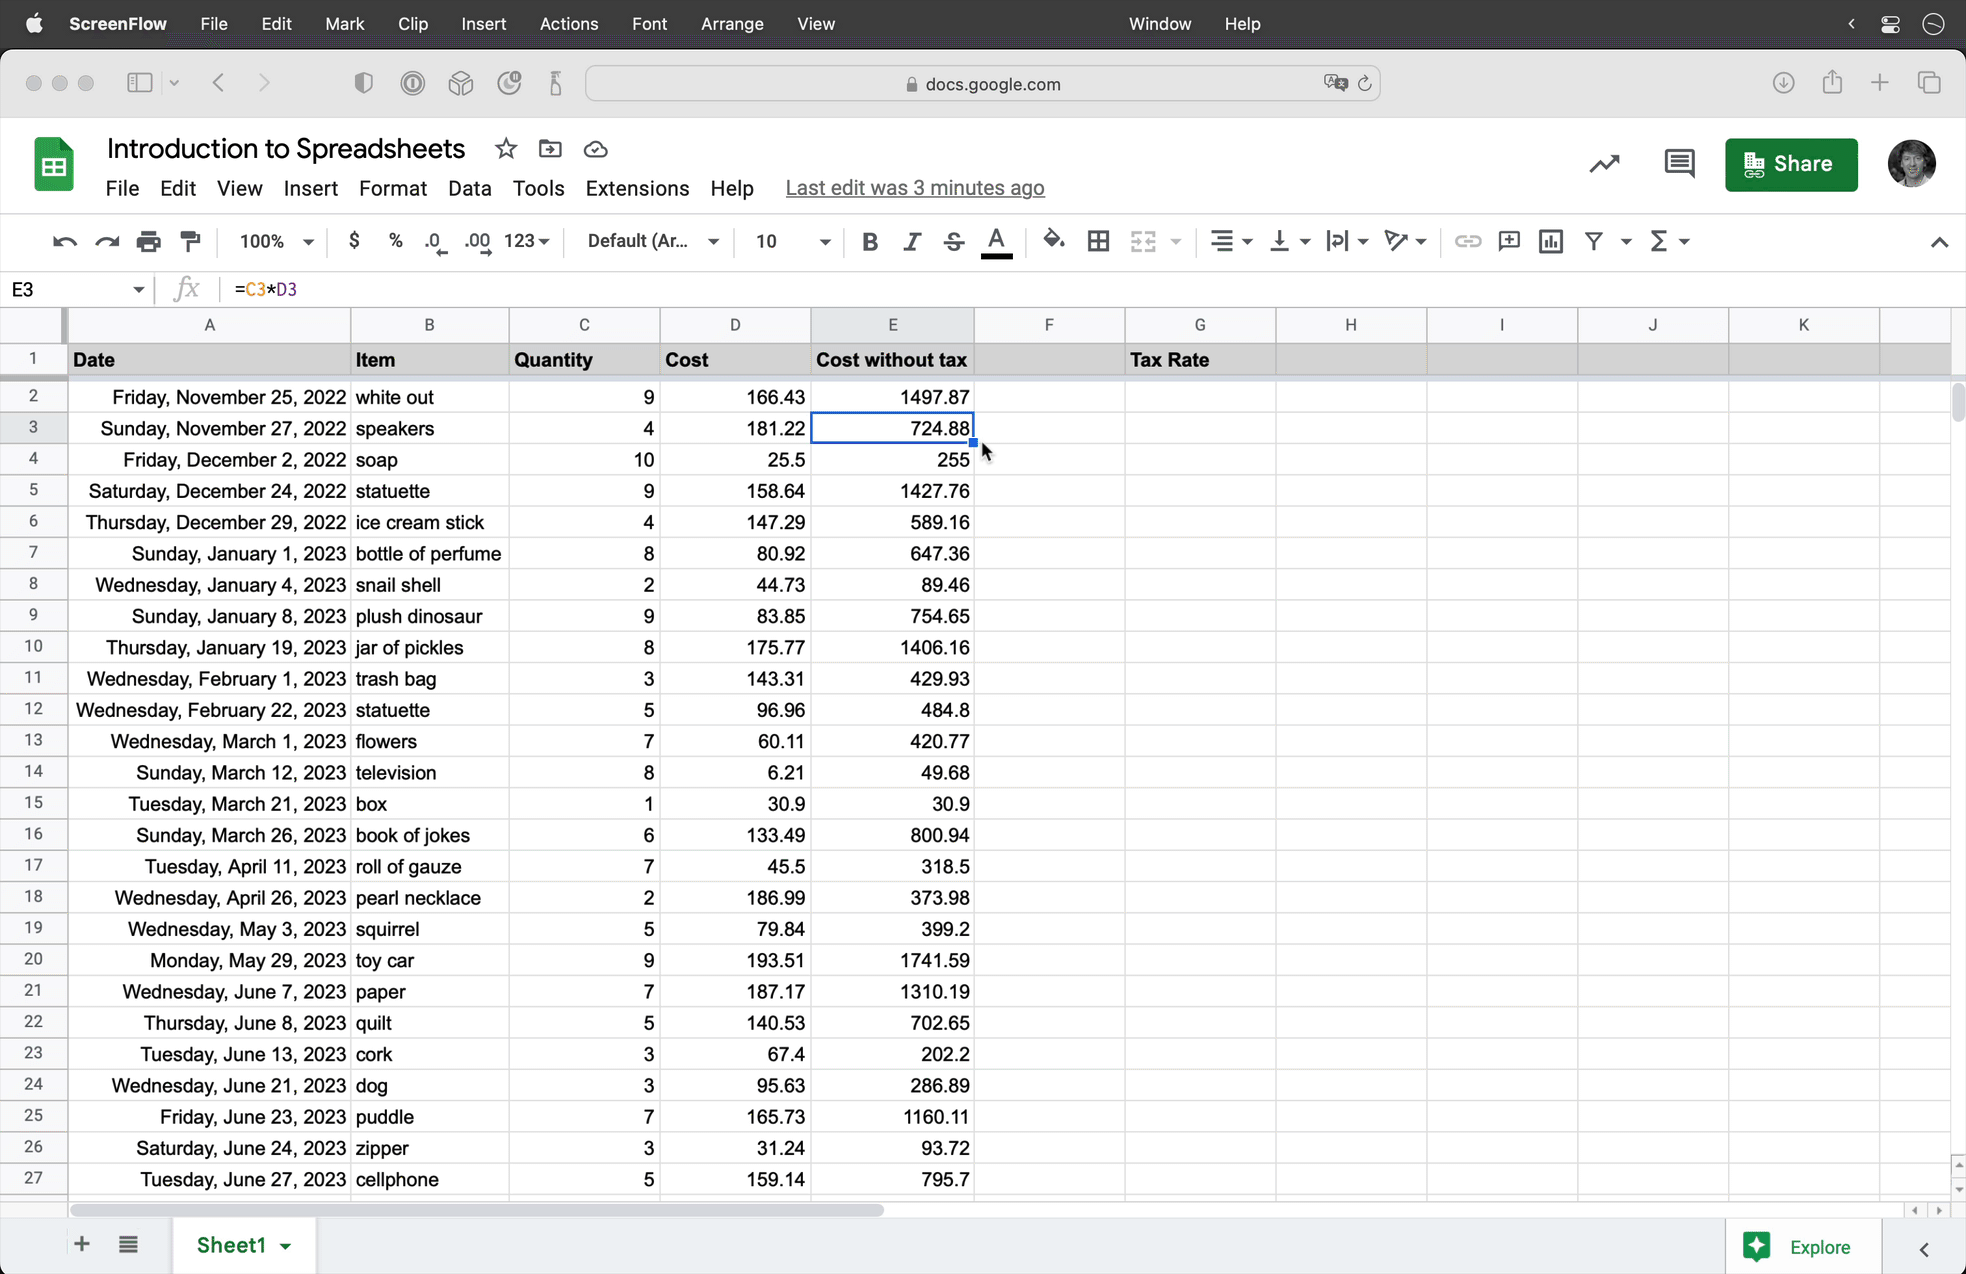 ScreenFlow File Edit Mark Clip Insert Actions Font Arrange View Window Help
docs.google.com
Introduction to Spreadsheets
File Edit View Insert Format Data Tools Extensions Help Last edit was 3 minutes ago
Share
100% $ % .0 .00 123 Default (Ar... 10 B I S A
E3 fx =C3*D3
A B C D E F G H I J K
1 Date Item Quantity Cost Cost without tax Tax Rate
2 Friday, November 25, 2022 white out 9 166.43 1497.87
3 Sunday, November 27, 2022 speakers 4 181.22 724.88
4 Friday, December 2, 2022 soap 10 25.5 255
5 Saturday, December 24, 2022 statuette 9 158.64 1427.76
6 Thursday, December 29, 2022 ice cream stick 4 147.29 589.16
7 Sunday, January 1, 2023 bottle of perfume 8 80.92 647.36
8 Wednesday, January 4, 2023 snail shell 2 44.73 89.46
9 Sunday, January 8, 2023 plush dinosaur 9 83.85 754.65
10 Thursday, January 19, 2023 jar of pickles 8 175.77 1406.16
11 Wednesday, February 1, 2023 trash bag 3 143.31 429.93
12 Wednesday, February 22, 2023 statuette 5 96.96 484.8
13 Wednesday, March 1, 2023 flowers 7 60.11 420.77
14 Sunday, March 12, 2023 television 8 6.21 49.68
15 Tuesday, March 21, 2023 box 1 30.9 30.9
16 Sunday, March 26, 2023 book of jokes 6 133.49 800.94
17 Tuesday, April 11, 2023 roll of gauze 7 45.5 318.5
18 Wednesday, April 26, 2023 pearl necklace 2 186.99 373.98
19 Wednesday, May 3, 2023 squirrel 5 79.84 399.2
20 Monday, May 29, 2023 toy car 9 193.51 1741.59
21 Wednesday, June 7, 2023 paper 7 187.17 1310.19
22 Thursday, June 8, 2023 quilt 5 140.53 702.65
23 Tuesday, June 13, 2023 cork 3 67.4 202.2
24 Wednesday, June 21, 2023 dog 3 95.63 286.89
25 Friday, June 23, 2023 puddle 7 165.73 1160.11
26 Saturday, June 24, 2023 zipper 3 31.24 93.72
27 Tuesday, June 27, 2023 cellphone 5 159.14 795.7
Sheet1 Explore